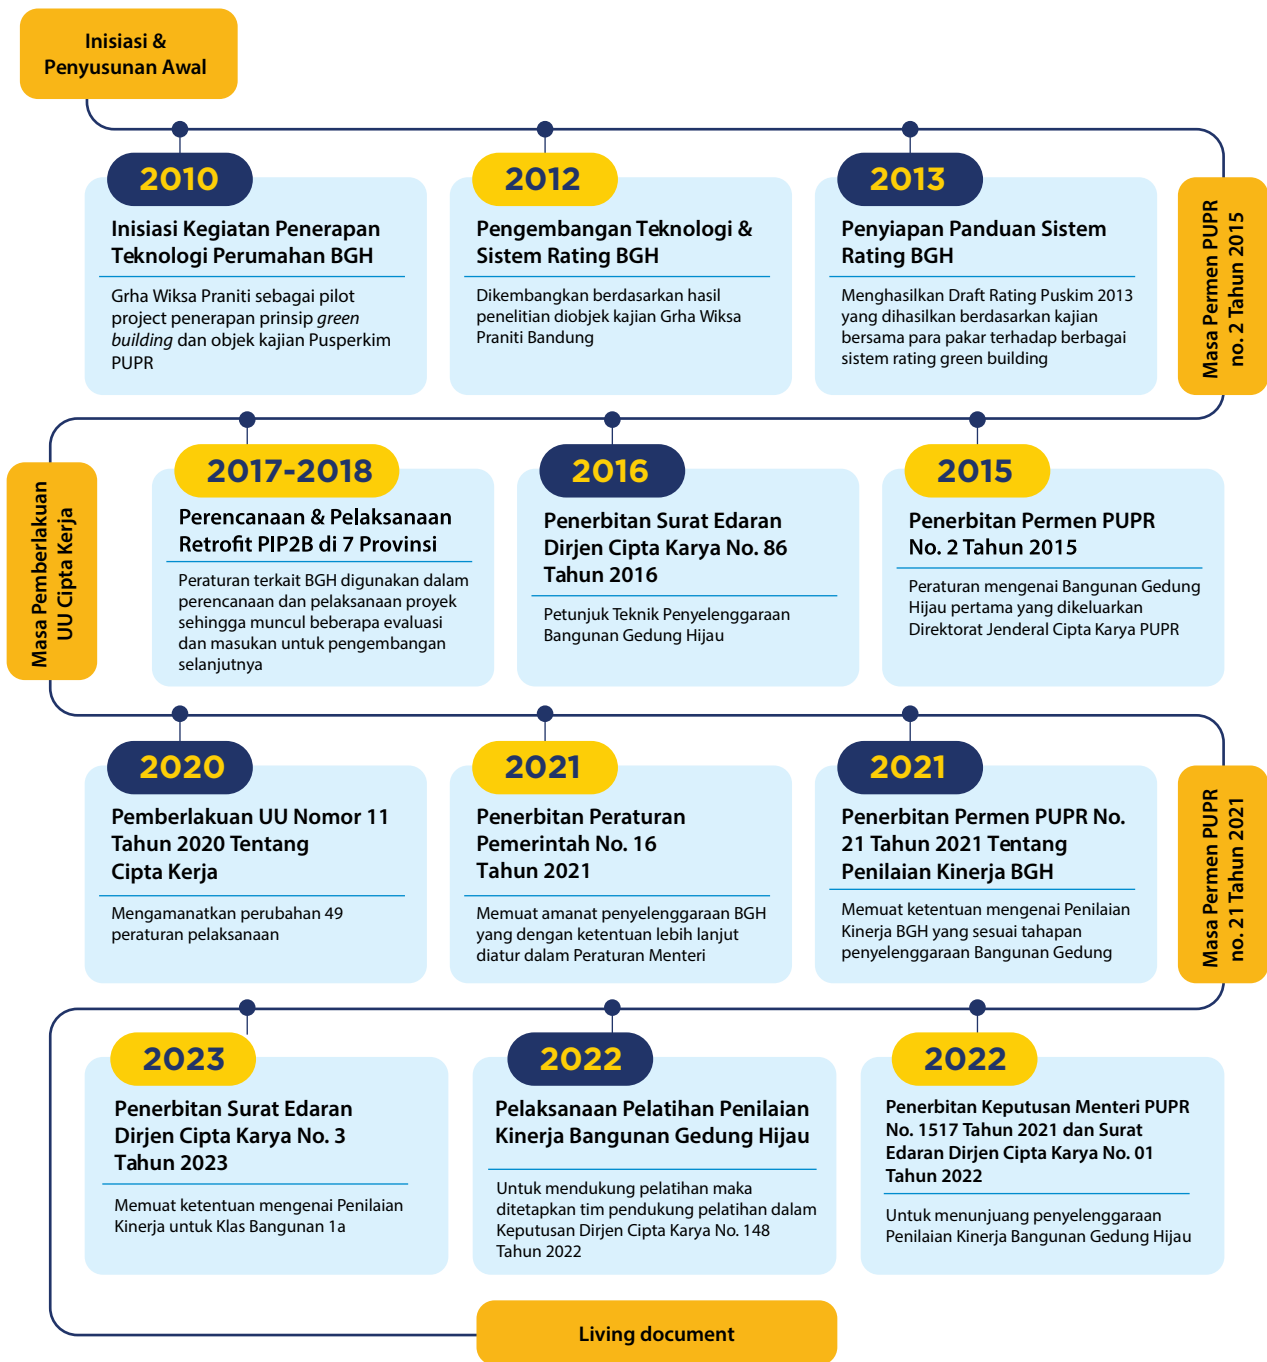 Inisiasi &
Penyusunan Awal
2010
Inisiasi Kegiatan Penerapan
Teknologi Perumahan BGH
Grha Wiksa Praniti sebagai pilot
project penerapan prinsip green
building dan objek kajian Pusperkim
PUPR
2012
Pengembangan Teknologi &
Sistem Rating BGH
Dikembangkan berdasarkan hasil
penelitian diobjek kajian Grha Wiksa
Praniti Bandung
2013
Penyiapan Panduan Sistem
Rating BGH
Menghasilkan Draft Rating Puskim 2013
yang dihasilkan berdasarkan kajian
bersama para pakar terhadap berbagai
sistem rating green building
Masa Permen PUPR
no. 2 Tahun 2015
2015
Penerbitan Permen PUPR
No. 2 Tahun 2015
Peraturan mengenai Bangunan Gedung
Hijau pertama yang dikeluarkan
Direktorat Jenderal Cipta Karya PUPR
2016
Penerbitan Surat Edaran
Dirjen Cipta Karya No. 86
Tahun 2016
Petunjuk Teknik Penyelenggaraan
Bangunan Gedung Hijau
2017-2018
Perencanaan & Pelaksanaan
Retrofit PIP2B di 7 Provinsi
Peraturan terkait BGH digunakan dalam
perencanaan dan pelaksanaan proyek
sehingga muncul beberapa evaluasi
dan masukan untuk pengembangan
selanjutnya
Masa Pemberlakuan
UU Cipta Kerja
2020
Pemberlakuan UU Nomor 11
Tahun 2020 Tentang
Cipta Kerja
Mengamanatkan perubahan 49
peraturan pelaksanaan
2021
Penerbitan Peraturan
Pemerintah No. 16
Tahun 2021
Memuat amanat penyelenggaraan BGH
yang dengan ketentuan lebih lanjut
diatur dalam Peraturan Menteri
2021
Penerbitan Permen PUPR No.
21 Tahun 2021 Tentang
Penilaian Kinerja BGH
Memuat ketentuan mengenai Penilaian
Kinerja BGH yang sesuai tahapan
penyelenggaraan Bangunan Gedung
Masa Permen PUPR
no. 21 Tahun 2021
2022
Penerbitan Keputusan Menteri PUPR
No. 1517 Tahun 2021 dan Surat
Edaran Dirjen Cipta Karya No. 01
Tahun 2022
Untuk menunjuang penyelenggaraan
Penilaian Kinerja Bangunan Gedung Hijau
2022
Pelaksanaan Pelatihan Penilaian
Kinerja Bangunan Gedung Hijau
Untuk mendukung pelatihan maka
ditetapkan tim pendukung pelatihan dalam
Keputusan Dirjen Cipta Karya No. 148
Tahun 2022
2023
Penerbitan Surat Edaran
Dirjen Cipta Karya No. 3
Tahun 2023
Memuat ketentuan mengenai Penilaian
Kinerja untuk Klas Bangunan 1a
Living document